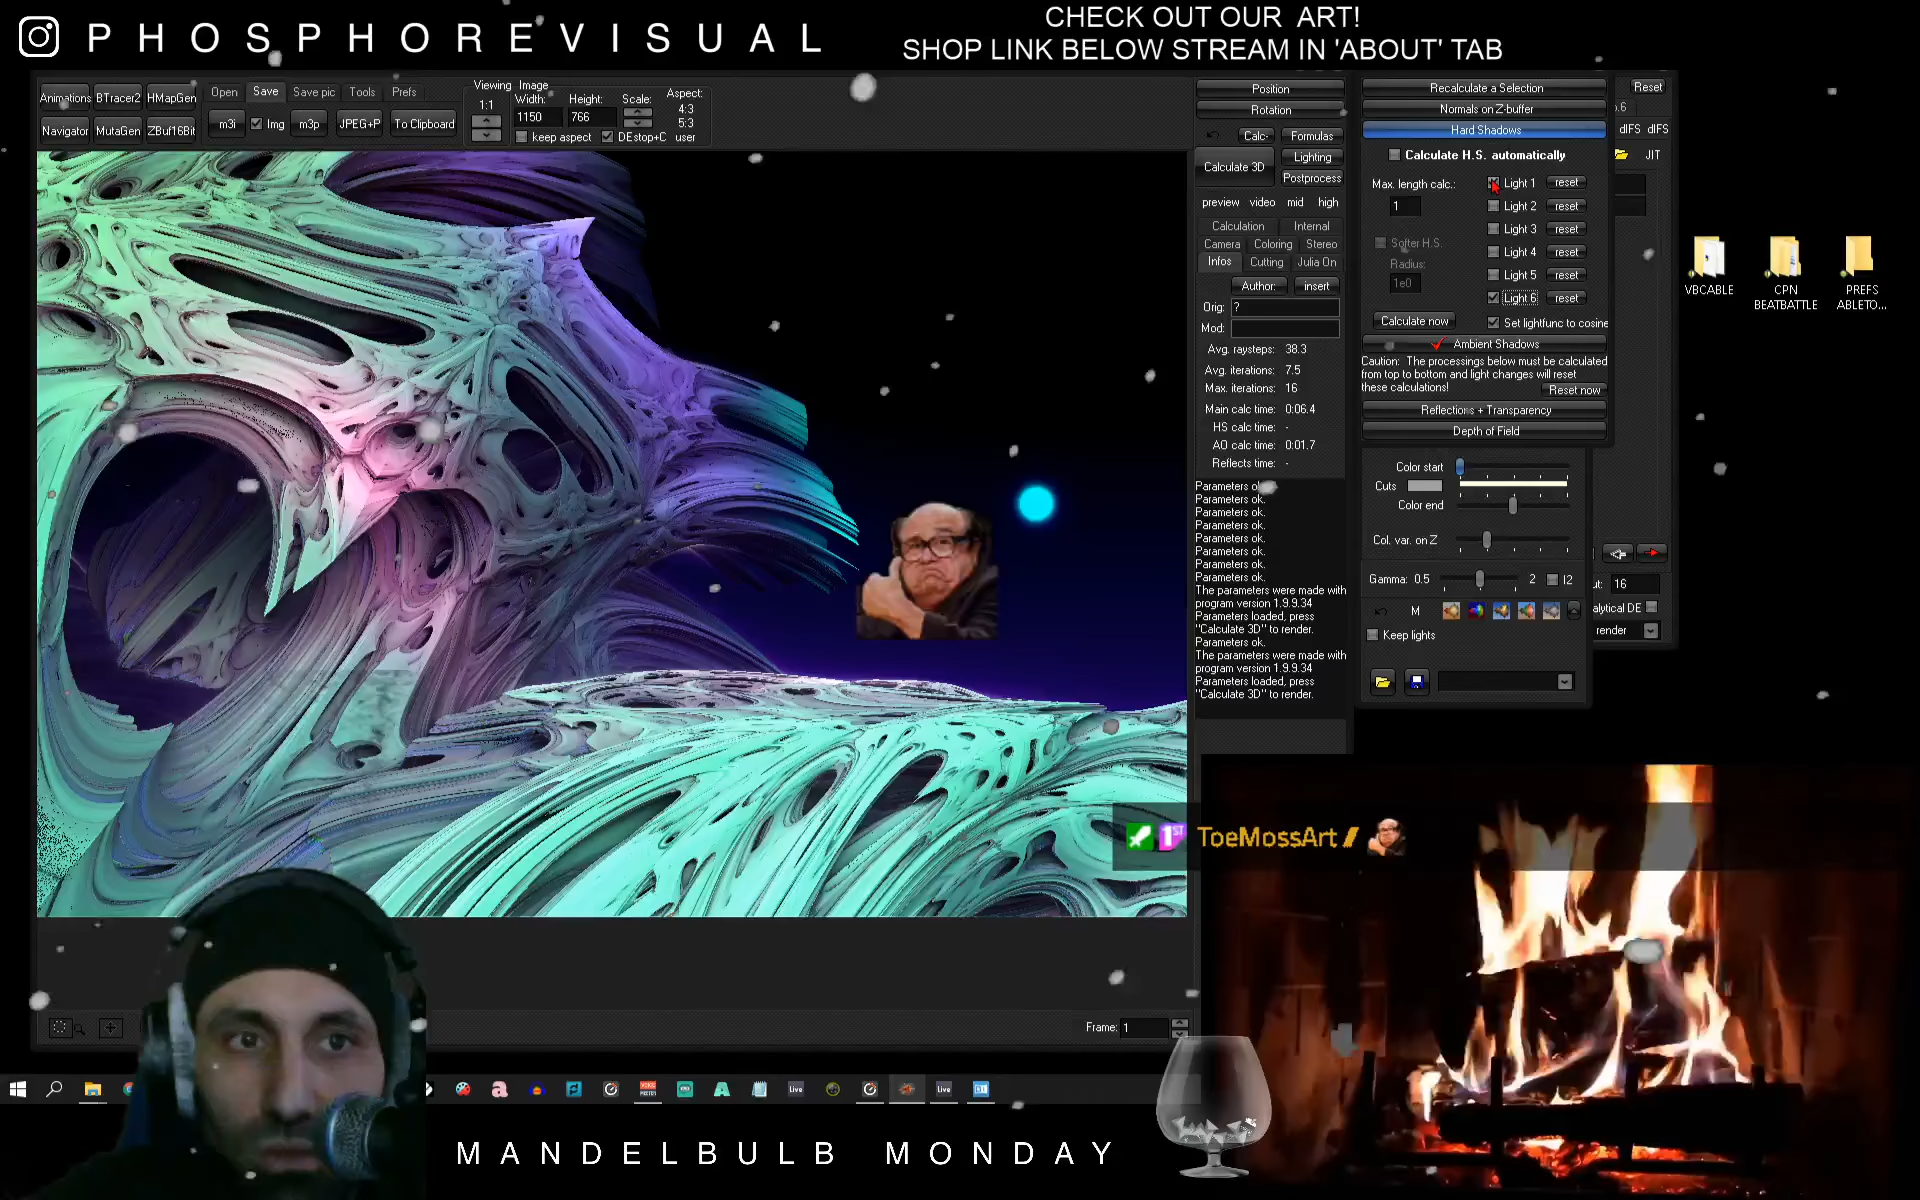 PHOSPHOREVISUAL
CHECK OUT OUR ART!
SHOP LINK BELOW STREAM IN 'ABOUT' TAB
Animations BTracer2 HMapGen
Navigator MutaGen ZBuf16Bit
Open Save Save pic Tools Prefs
m3i Img m3p JPEG+P To Clipboard
Viewing Image
1:1 Width: Height: Scale: Aspect:
1150 766 4:3
5:3
keep aspect DEstop+C user
Position
Rotation
Calc- Formulas
Calculate 3D Lighting
Postprocess
preview video mid high
Calculation Internal
Camera Coloring Stereo
Infos Cutting Julia On
Author: insert
Orig: ?
Mod:
Avg. raysteps: 38.3
Avg. iterations: 7.5
Max. iterations: 16
Main calc time: 0:06.4
HS calc time: -
AO calc time: 0:01.7
Reflects time: -
Parameters ok.
Parameters ok.
Parameters ok.
Parameters ok.
Parameters ok.
Parameters ok.
Parameters ok.
Parameters ok.
The parameters were made with
program version 1.9.9.34
Parameters loaded, press
"Calculate 3D" to render.
Parameters ok.
The parameters were made with
program version 1.9.9.34
Parameters loaded, press
"Calculate 3D" to render.
Recalculate a Selection
Normals on Z-buffer
Hard Shadows
Calculate H.S. automatically
Max. length calc.: Light 1 reset
1 Light 2 reset
Light 3 reset
Softer H.S. Light 4 reset
Radius: Light 5 reset
1e0 Light 6 reset
Calculate now Set lightfunc to cosine
Ambient Shadows
Caution: The processings below must be calculated
from top to bottom and light changes will reset
these calculations! Reset now
Reflections + Transparency
Depth of Field
Color start
Cuts
Color end
Col. var. on Z
Gamma: 0.5 2 I2
M
Keep lights
Reset
dIFS dIFS
JIT
16
alytical DE
render
VBCABLE
CPN
BEATBATTLE
PREFS
ABLETO...
1ST ToeMossArt
Frame: 1
Live Live
MANDELBULB MONDAY